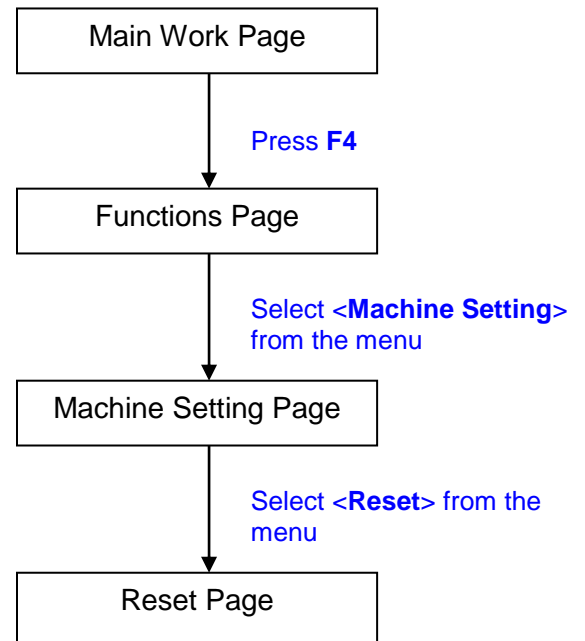 Main Work Page
Press F4
Functions Page
Select <Machine Setting>
from the menu
Machine Setting Page
Select <Reset> from the
menu
Reset Page